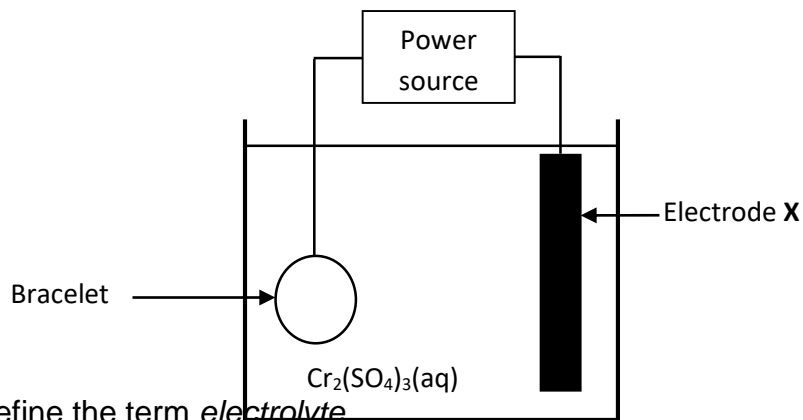 Power
source
Electrode X
Bracelet
Cr₂(SO₄)₃(aq)
efine the term electrolyte